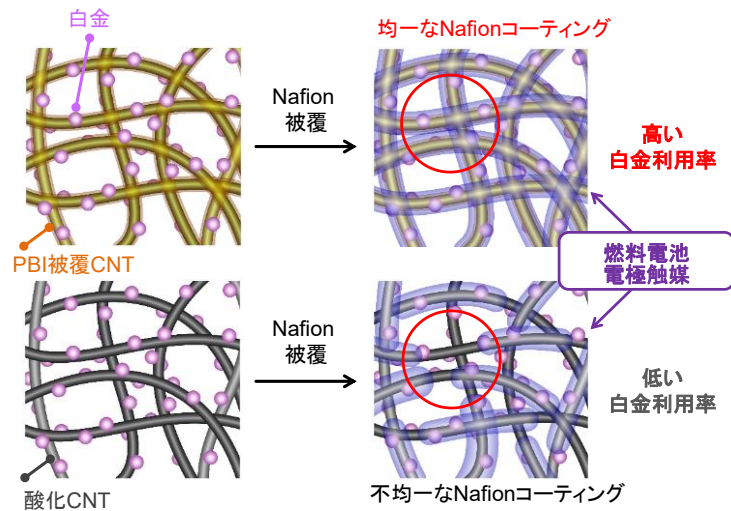 白金
均一なNafionコーティング
Nafion
被覆
高い
白金利用率
PBI被覆CNT
燃料電池
電極触媒
Nafion
被覆
低い
白金利用率
酸化CNT
不均一なNafionコーティング